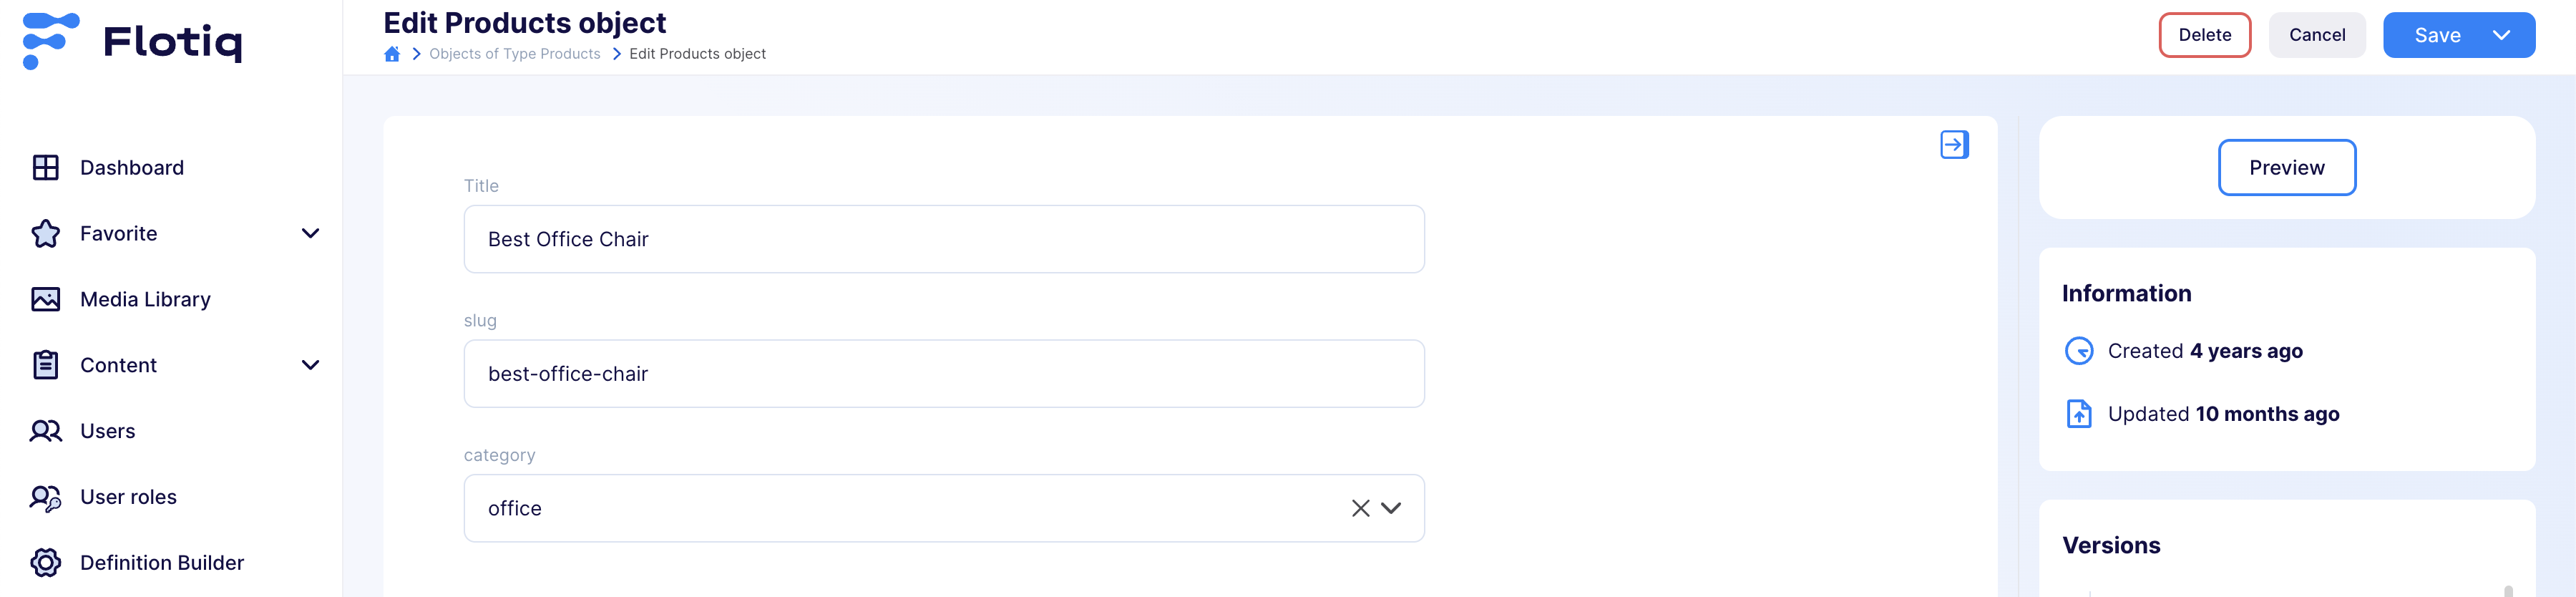 Flotiq
Dashboard
Favorite
Media Library
Content
Users
User roles
Definition Builder
Edit Products object
Objects of Type Products
Edit Products object
Delete
Cancel
Save
Title
Best Office Chair
slug
best-office-chair
category
office
Preview
Information
Created 4 years ago
Updated 10 months ago
Versions